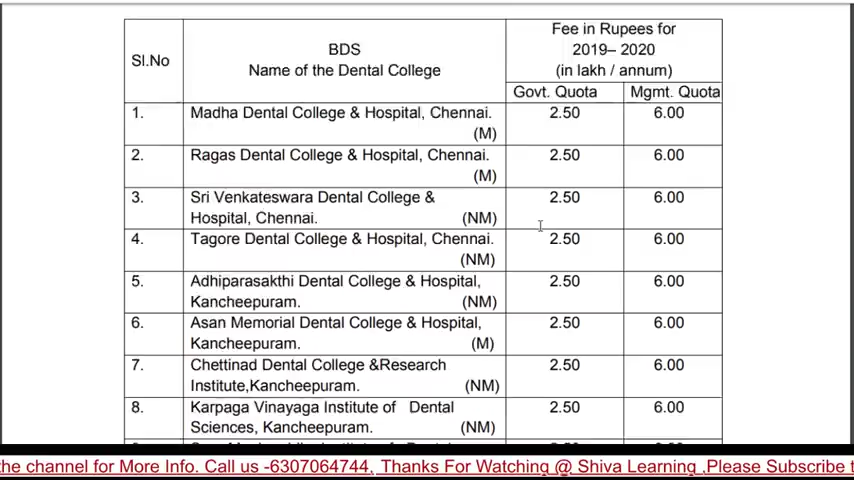 Sl.No
BDS
Name of the Dental College
Fee in Rupees for
2019– 2020
(in lakh / annum)
Govt. Quota Mgmt. Quota
1. Madha Dental College & Hospital, Chennai. 2.50 6.00
(M)
2. Ragas Dental College & Hospital, Chennai. 2.50 6.00
(M)
3. Sri Venkateswara Dental College & 2.50 6.00
Hospital, Chennai. (NM)
4. Tagore Dental College & Hospital, Chennai. 2.50 6.00
(NM)
5. Adhiparasakthi Dental College & Hospital, 2.50 6.00
Kancheepuram. (NM)
6. Asan Memorial Dental College & Hospital, 2.50 6.00
Kancheepuram. (M)
7. Chettinad Dental College &Research 2.50 6.00
Institute,Kancheepuram. (NM)
8. Karpaga Vinayaga Institute of Dental 2.50 6.00
Sciences, Kancheepuram. (NM)
the channel for More Info. Call us -6307064744, Thanks For Watching @ Shiva Learning ,Please Subscribe